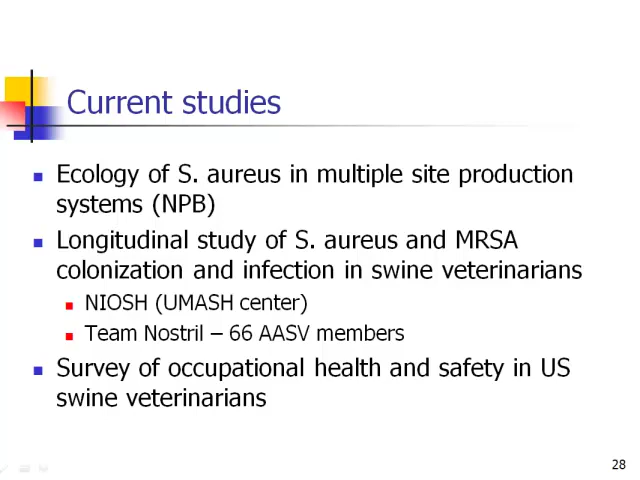 Current studies
Ecology of S. aureus in multiple site production
systems (NPB)
Longitudinal study of S. aureus and MRSA
colonization and infection in swine veterinarians
NIOSH (UMASH center)
Team Nostril – 66 AASV members
Survey of occupational health and safety in US
swine veterinarians
28